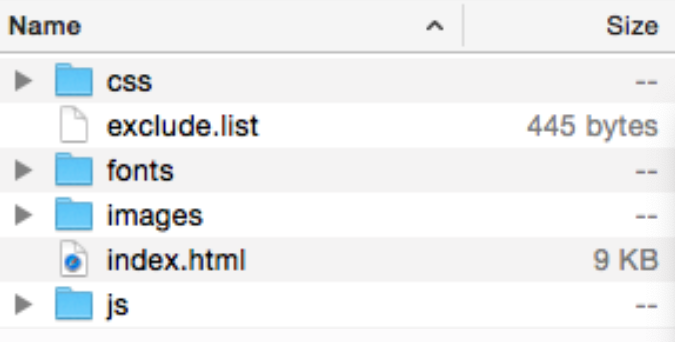 Name Size
css --
exclude.list 445 bytes
fonts --
images --
index.html 9 KB
js --